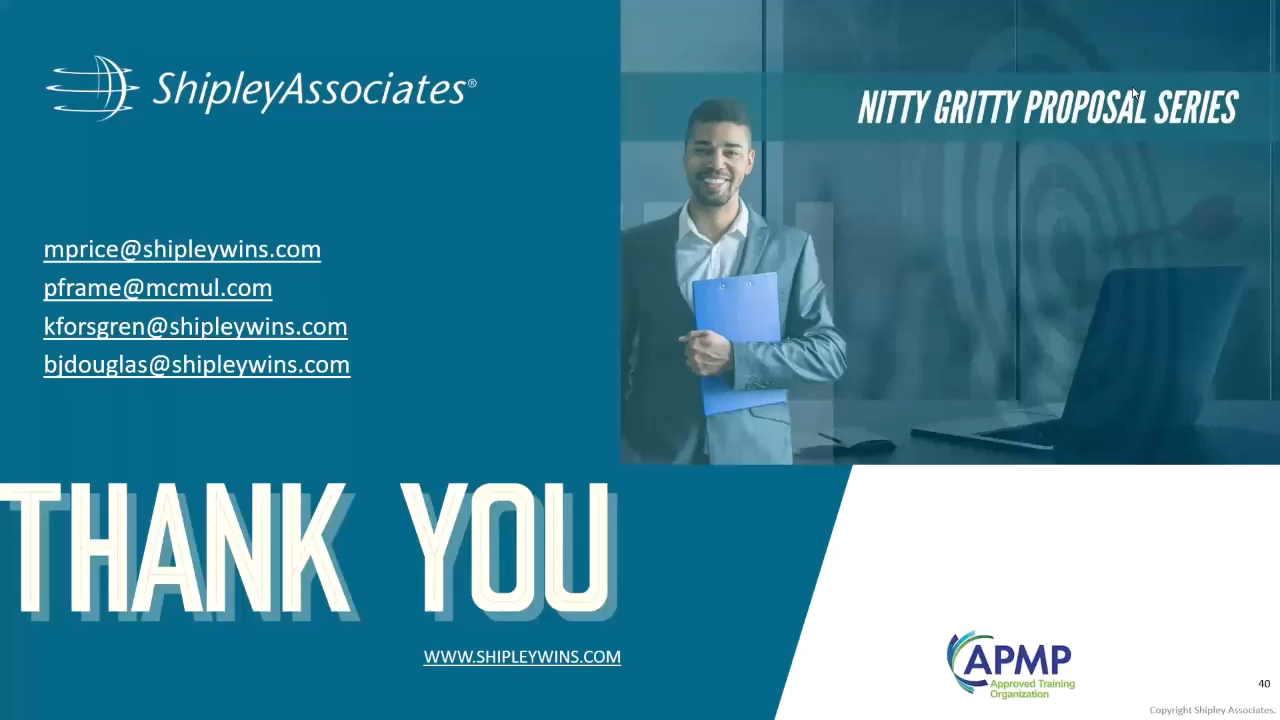 ShipleyAssociates®
NITTY GRITTY PROPOSAL SERIES
mprice@shipleywins.com
pframe@mcmul.com
kforsgren@shipleywins.com
bjdouglas@shipleywins.com
THANK YOU
WWW.SHIPLEYWINS.COM
APMP
Approved Training
Organization
40
Copyright Shipley Associates.